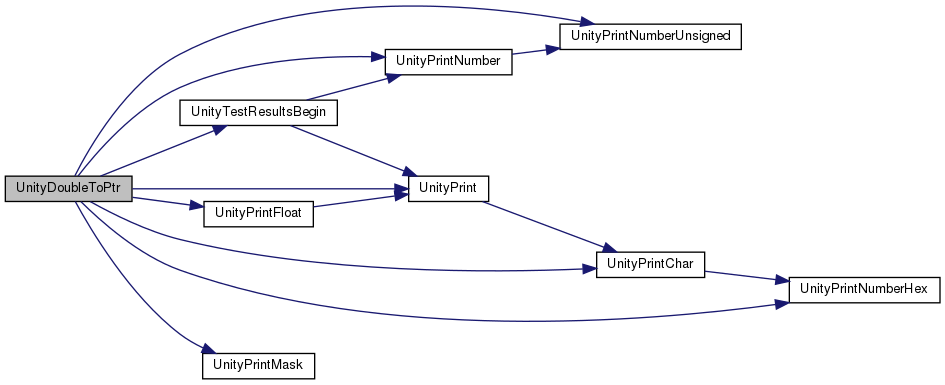 UnityPrintNumberUnsigned
UnityPrintNumber
UnityTestResultsBegin
UnityDoubleToPtr
UnityPrint
UnityPrintFloat
UnityPrintChar
UnityPrintNumberHex
UnityPrintMask